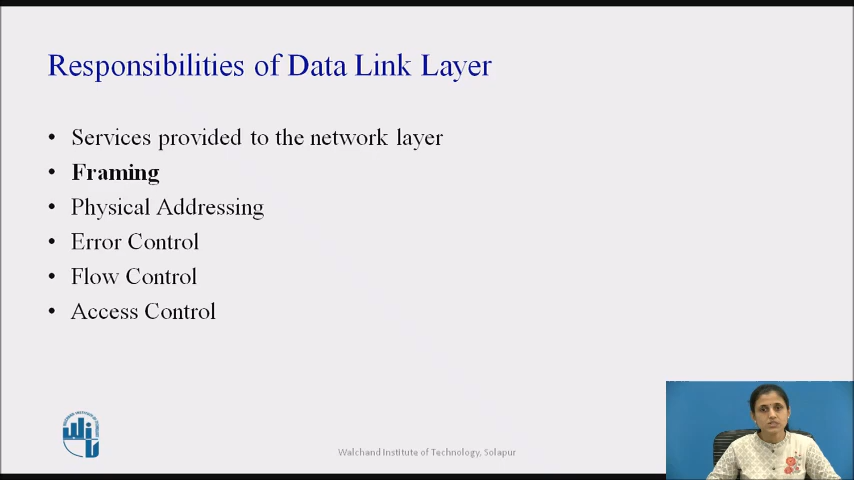 Responsibilities of Data Link Layer
• Services provided to the network layer
• Framing
• Physical Addressing
• Error Control
• Flow Control
• Access Control
Walchand Institute of Technology, Solapur